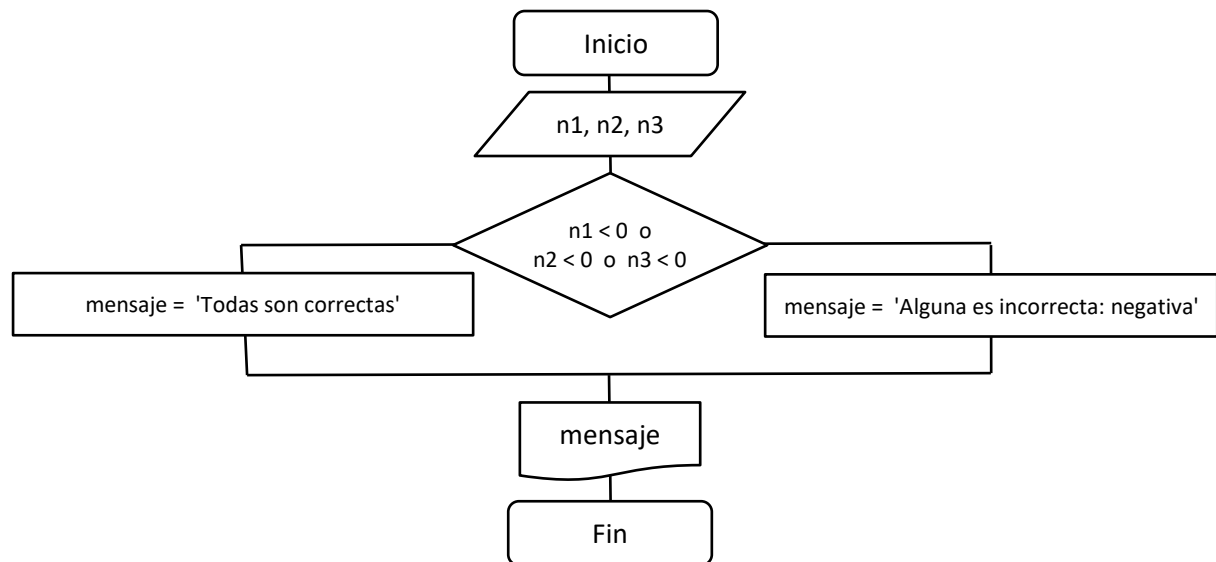 Inicio
n1, n2, n3
n1 < 0 o
n2 < 0 o n3 < 0
mensaje = 'Todas son correctas'
mensaje = 'Alguna es incorrecta: negativa'
mensaje
Fin